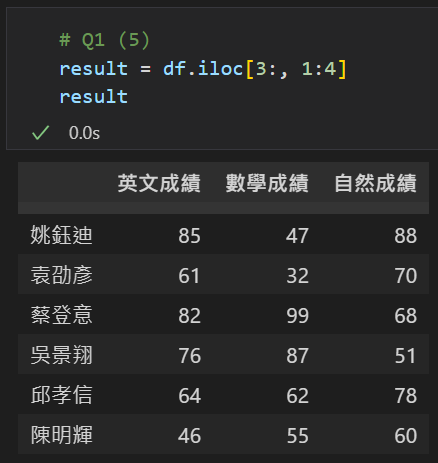 # Q1 (5)
result = df.iloc[3:, 1:4]
result
0.0s
英文成績 數學成績 自然成績
姚鈺迪 85 47 88
袁劭彥 61 32 70
蔡登意 82 99 68
吳景翔 76 87 51
邱孝信 64 62 78
陳明輝 46 55 60